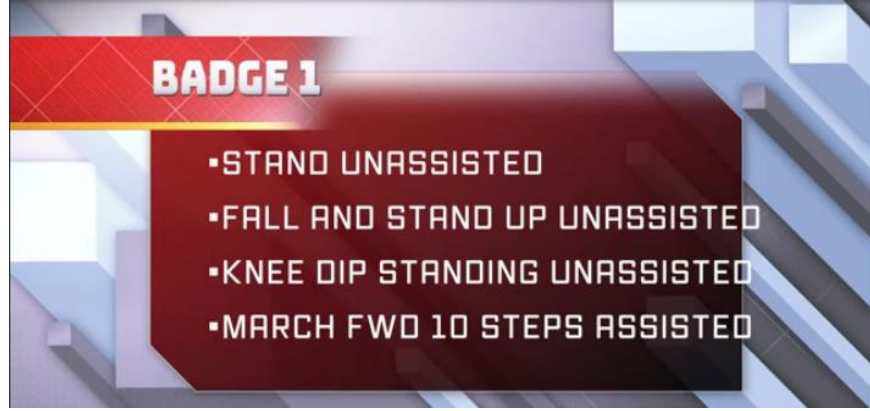 BADGE 1
▪STAND UNASSISTED
▪FALL AND STAND UP UNASSISTED
▪KNEE DIP STANDING UNASSISTED
▪MARCH FWD 10 STEPS ASSISTED